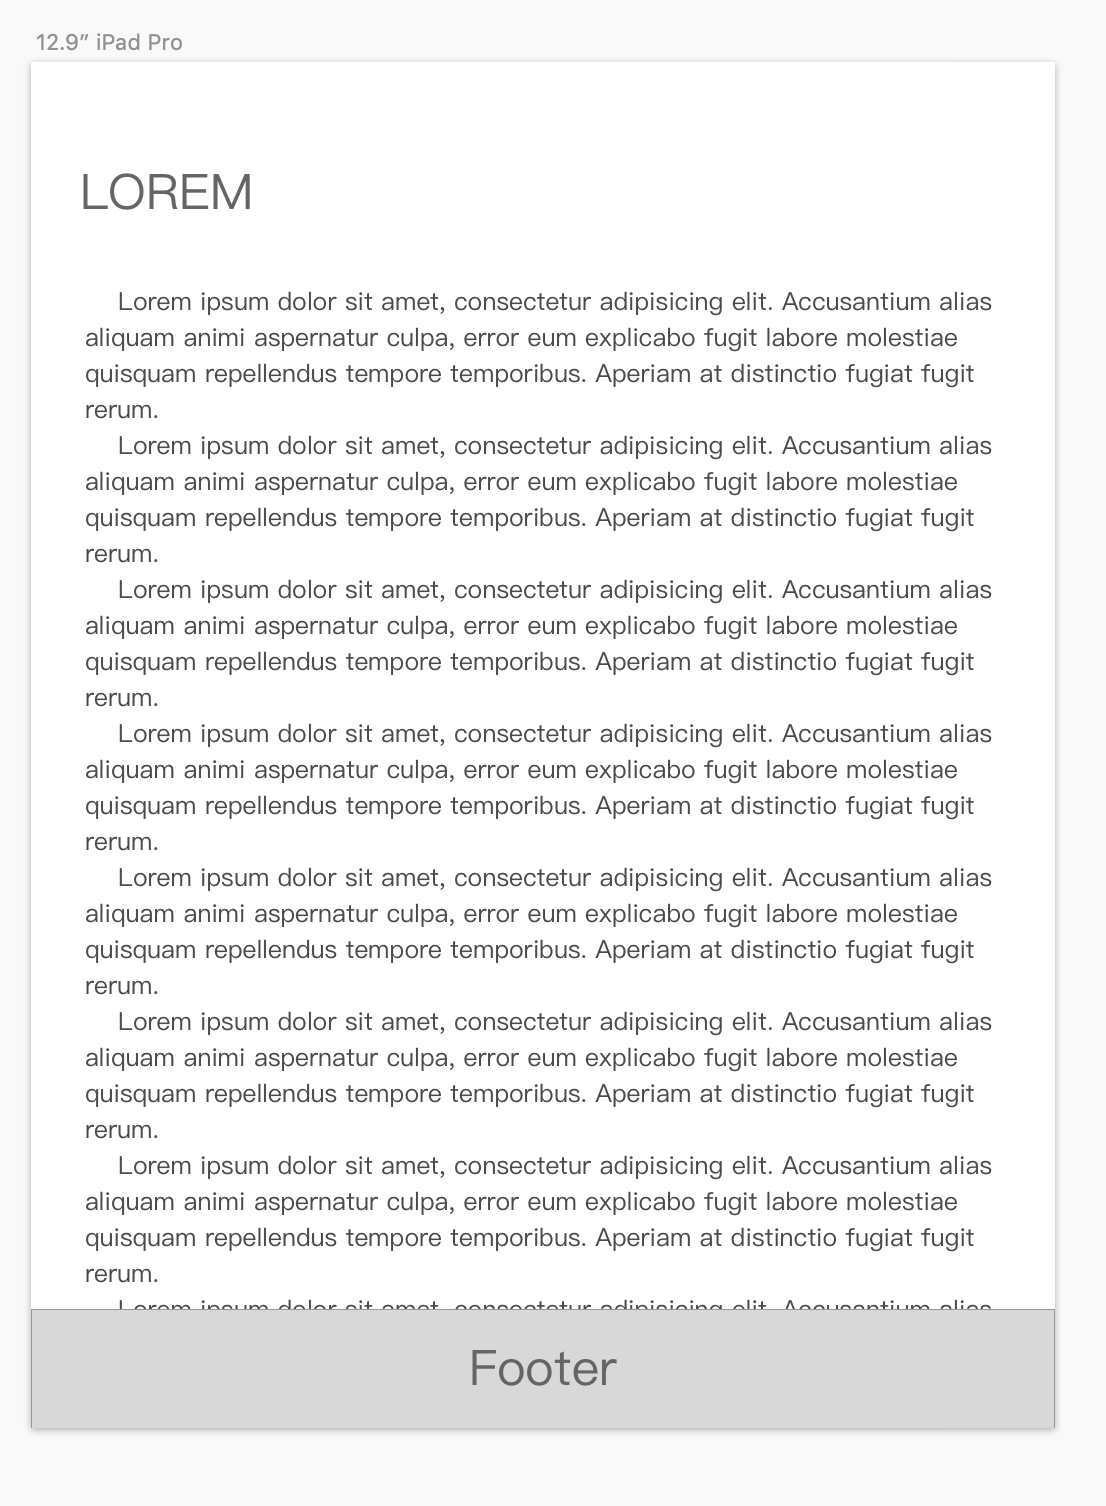 12.9” iPad Pro
LOREM
Lorem ipsum dolor sit amet, consectetur adipisicing elit. Accusantium alias
aliquam animi aspernatur culpa, error eum explicabo fugit labore molestiae
quisquam repellendus tempore temporibus. Aperiam at distinctio fugiat fugit
rerum.
Lorem ipsum dolor sit amet, consectetur adipisicing elit. Accusantium alias
aliquam animi aspernatur culpa, error eum explicabo fugit labore molestiae
quisquam repellendus tempore temporibus. Aperiam at distinctio fugiat fugit
rerum.
Lorem ipsum dolor sit amet, consectetur adipisicing elit. Accusantium alias
aliquam animi aspernatur culpa, error eum explicabo fugit labore molestiae
quisquam repellendus tempore temporibus. Aperiam at distinctio fugiat fugit
rerum.
Lorem ipsum dolor sit amet, consectetur adipisicing elit. Accusantium alias
aliquam animi aspernatur culpa, error eum explicabo fugit labore molestiae
quisquam repellendus tempore temporibus. Aperiam at distinctio fugiat fugit
rerum.
Lorem ipsum dolor sit amet, consectetur adipisicing elit. Accusantium alias
aliquam animi aspernatur culpa, error eum explicabo fugit labore molestiae
quisquam repellendus tempore temporibus. Aperiam at distinctio fugiat fugit
rerum.
Lorem ipsum dolor sit amet, consectetur adipisicing elit. Accusantium alias
aliquam animi aspernatur culpa, error eum explicabo fugit labore molestiae
quisquam repellendus tempore temporibus. Aperiam at distinctio fugiat fugit
rerum.
Lorem ipsum dolor sit amet, consectetur adipisicing elit. Accusantium alias
aliquam animi aspernatur culpa, error eum explicabo fugit labore molestiae
quisquam repellendus tempore temporibus. Aperiam at distinctio fugiat fugit
rerum.
Lorem ipsum dolor sit amet, consectetur adipisicing elit. Accusantium alias
Footer